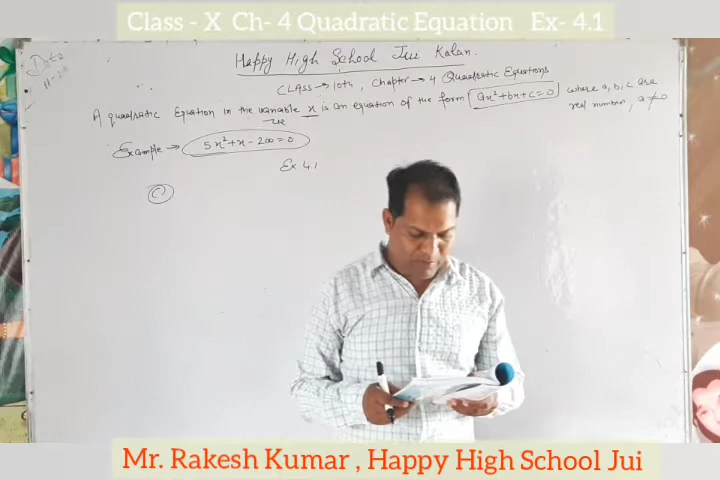 Class - X Ch- 4 Quadratic Equation Ex- 4.1
Happy High School Jui Kalan.
CLASS → 10th, Chapter → 4 Quadratic Equations
A quadratic Equation in the variable x is an equation of the form ax²+bx+c=0 where a, b, c are
real number, a≠0
Example → 5x²+x-200=0
Ex 4.1
Mr. Rakesh Kumar , Happy High School Jui